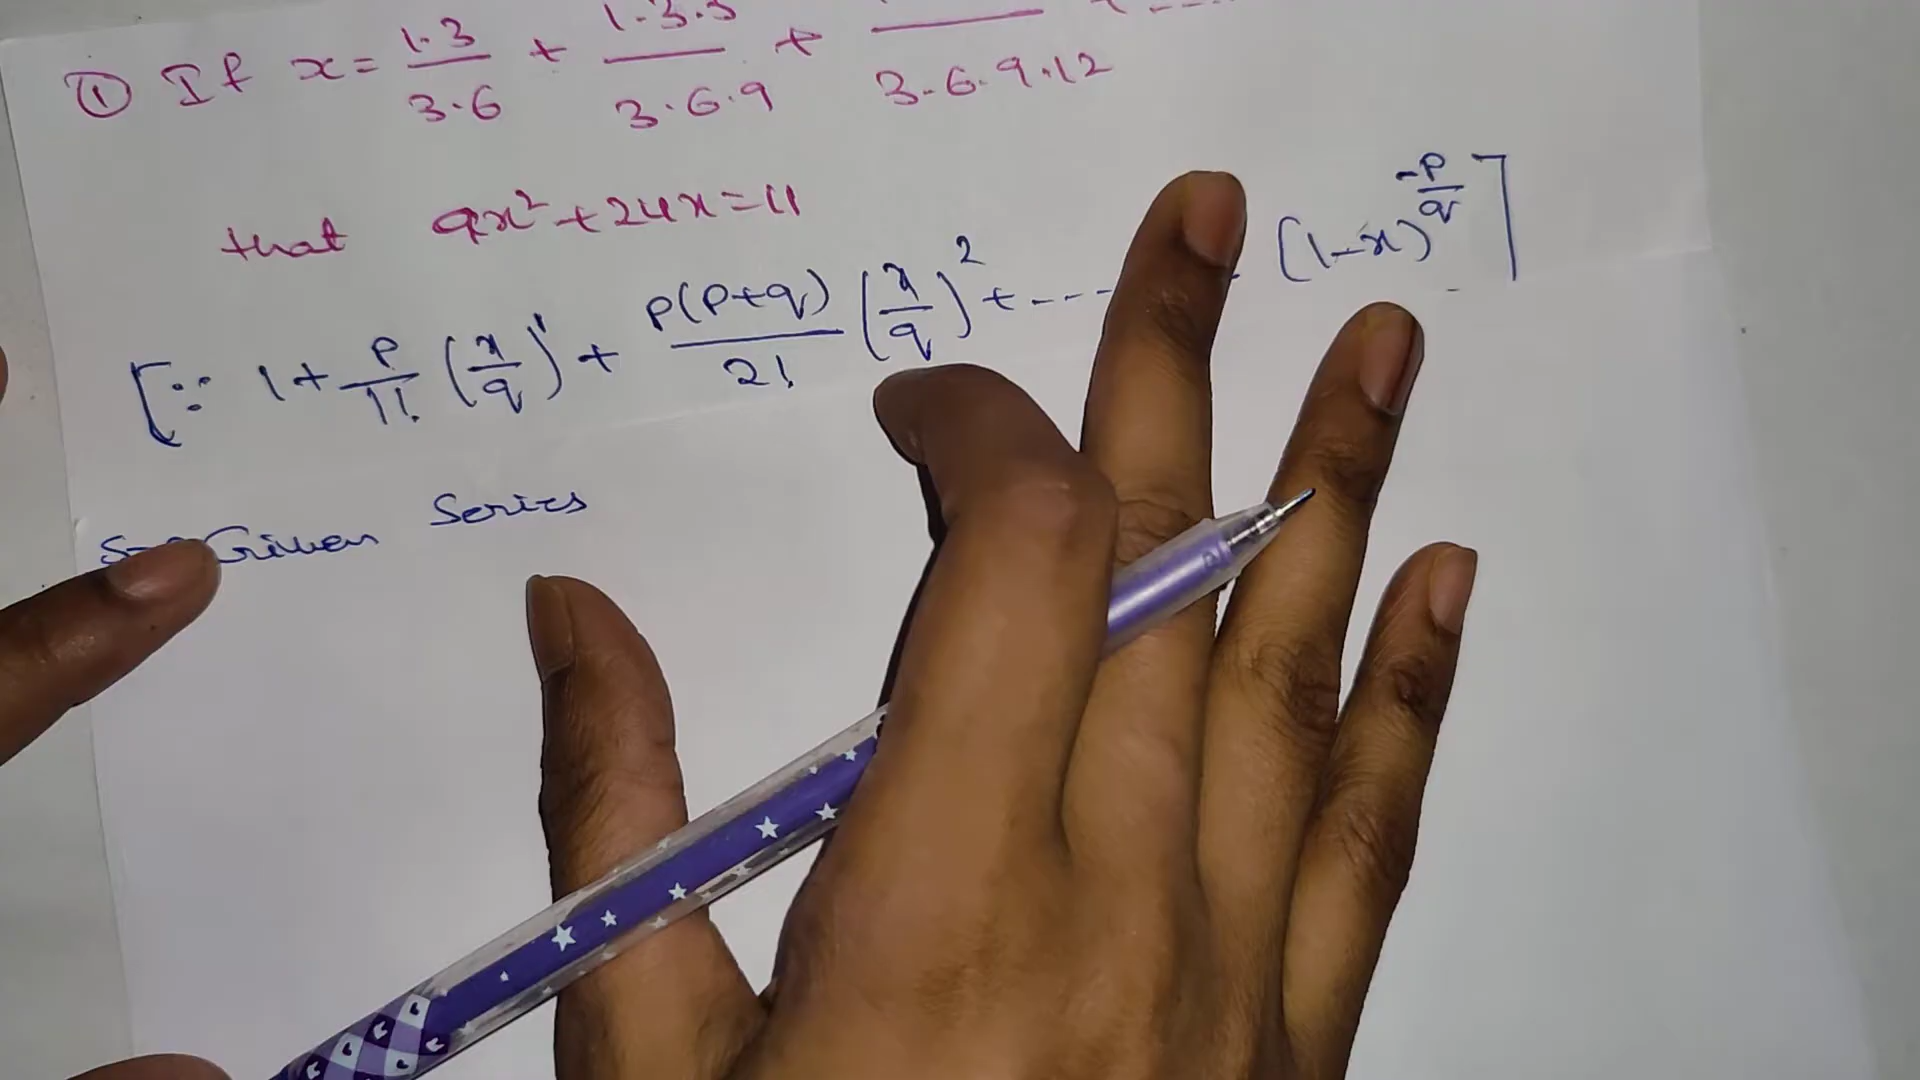 ① If x = 1·3/3·6 + 1·3·5/3·6·9 + /3·6·9·12 + ----
that 9x² + 24x = 11
[∵ 1 + p/1! (x/q)¹ + p(p+q)/2! (x/q)² + --- (1-x)^(-p/q)]
Given Series